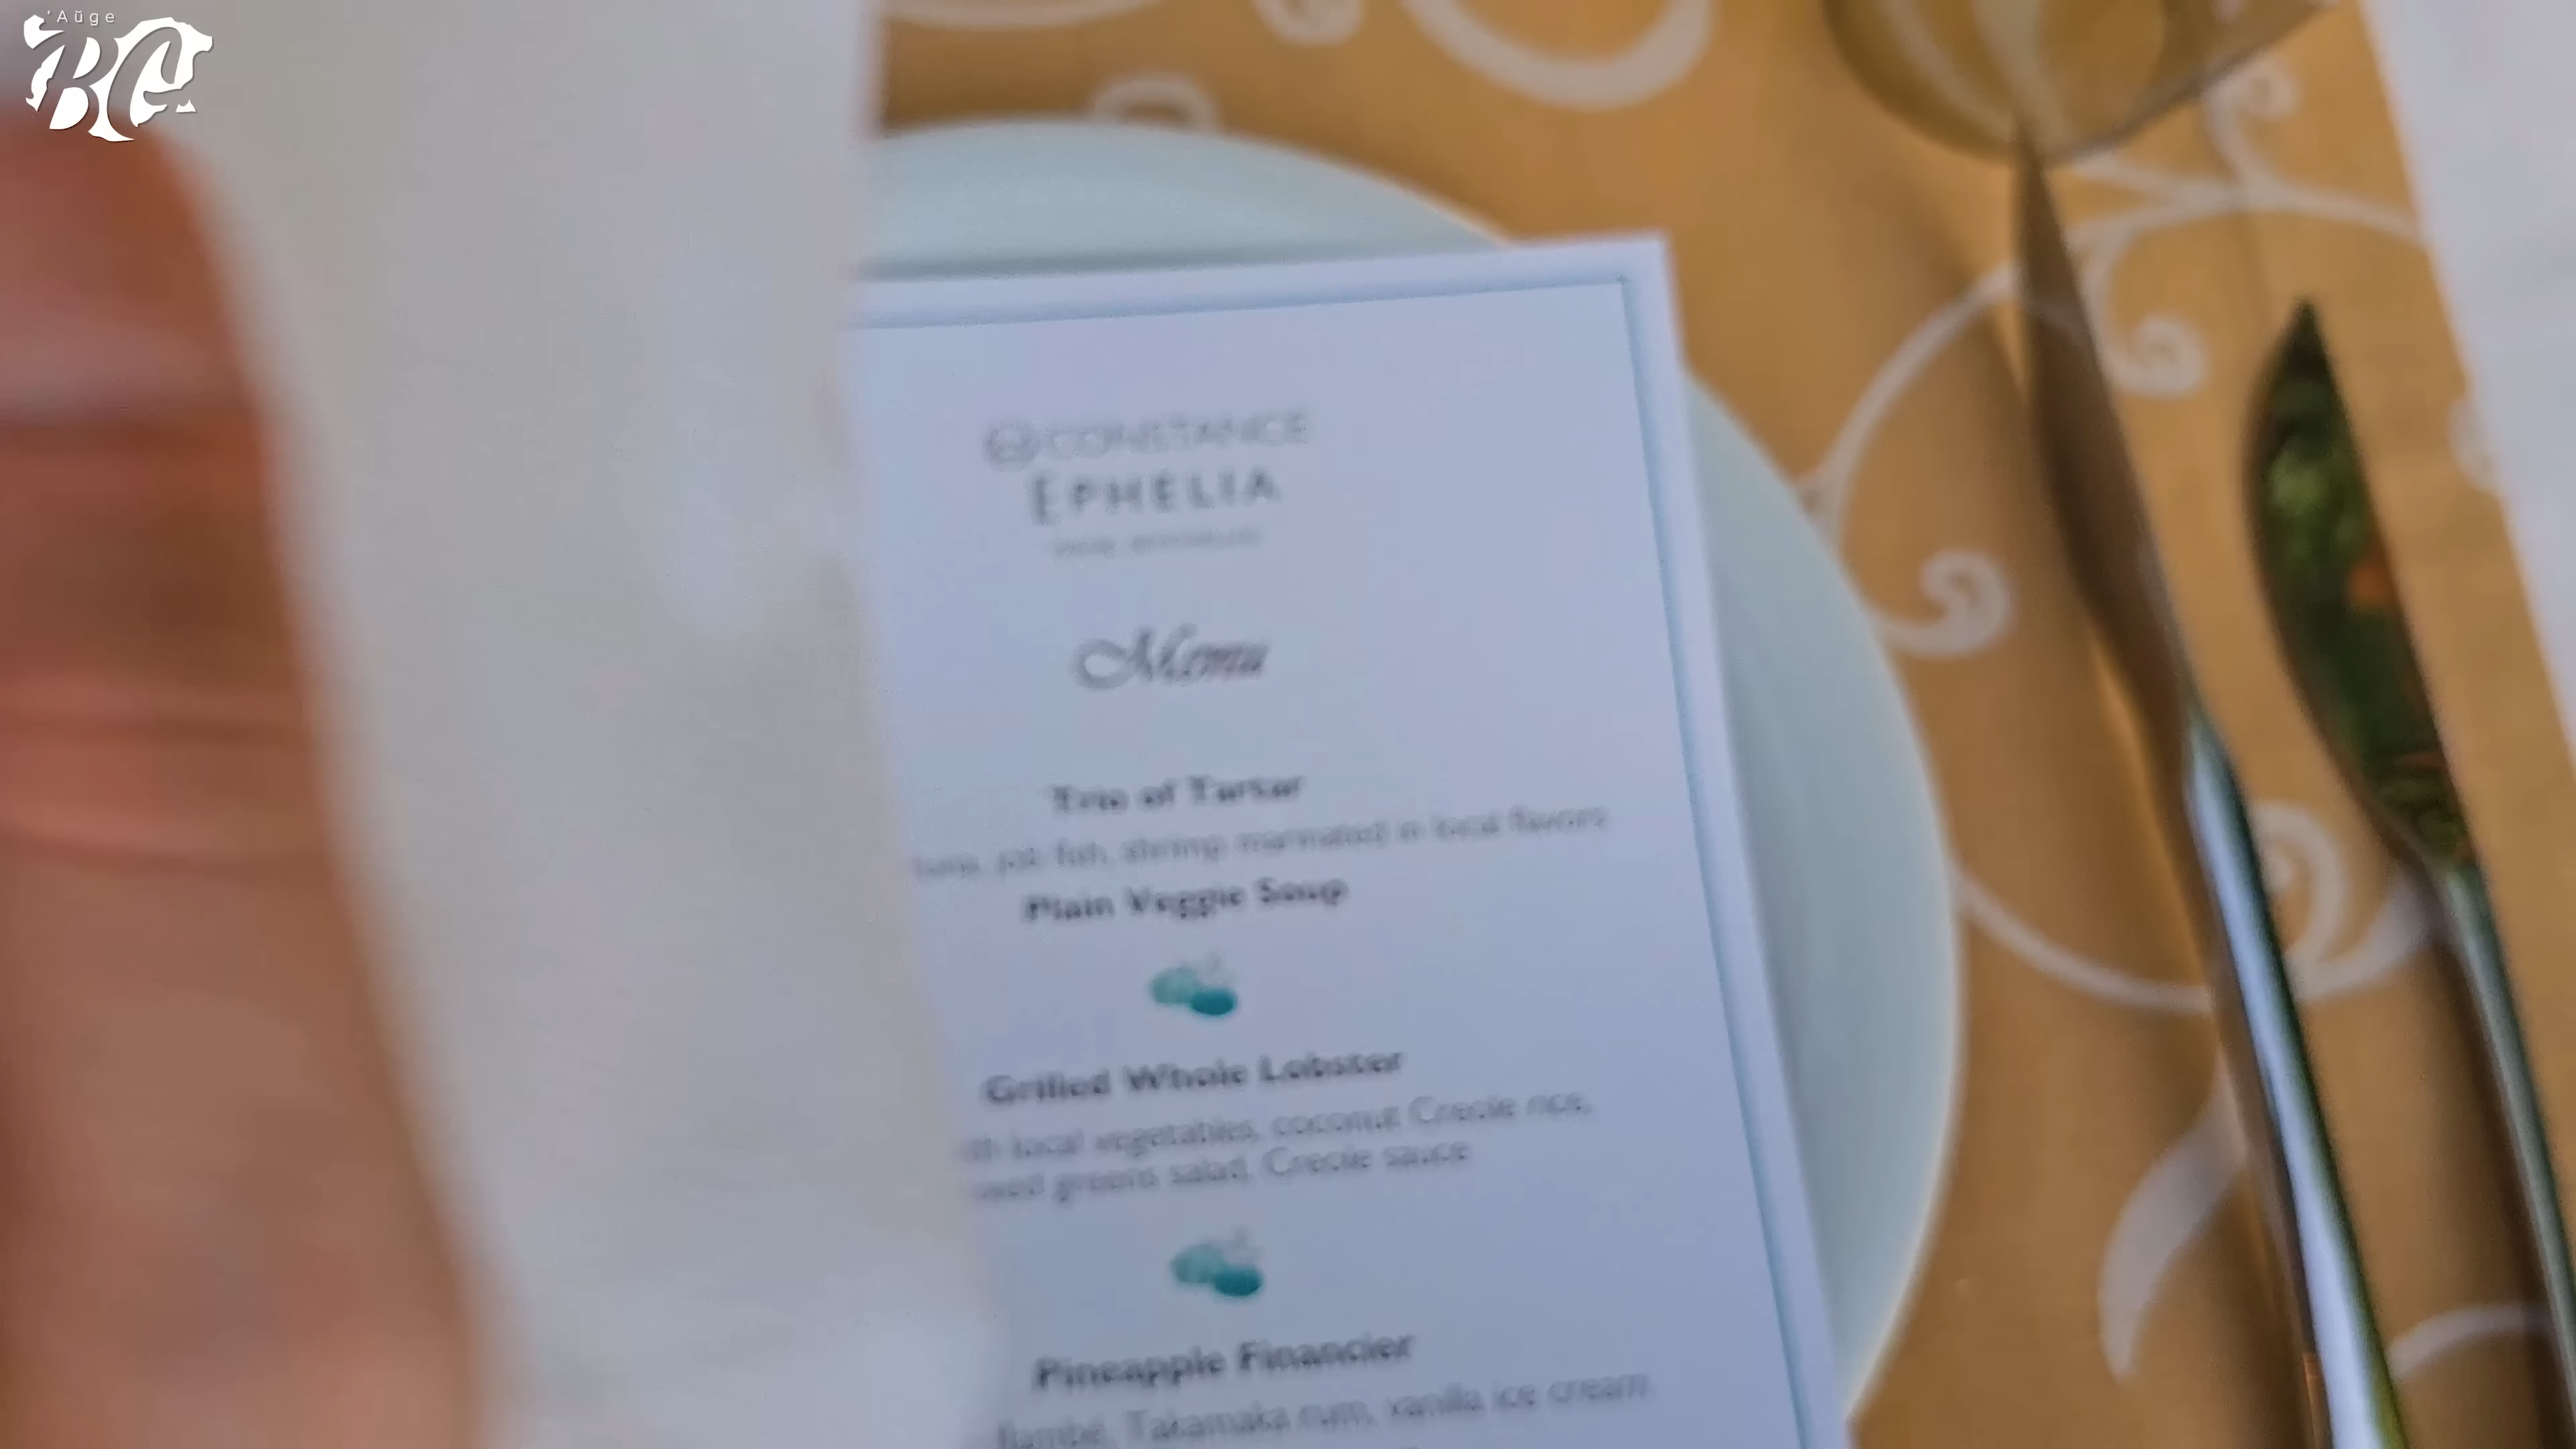 'Aŭge
CONSTANCE
EPHELIA
Menu
Trio of Tartar
tuna, job fish, shrimp marinated in local flavors
Plain Veggie Soup
Grilled Whole Lobster
local vegetables, coconut Creole rice,
greens salad, Creole sauce
Pineapple Financier
flambé, Takamaka rum, vanilla ice cream